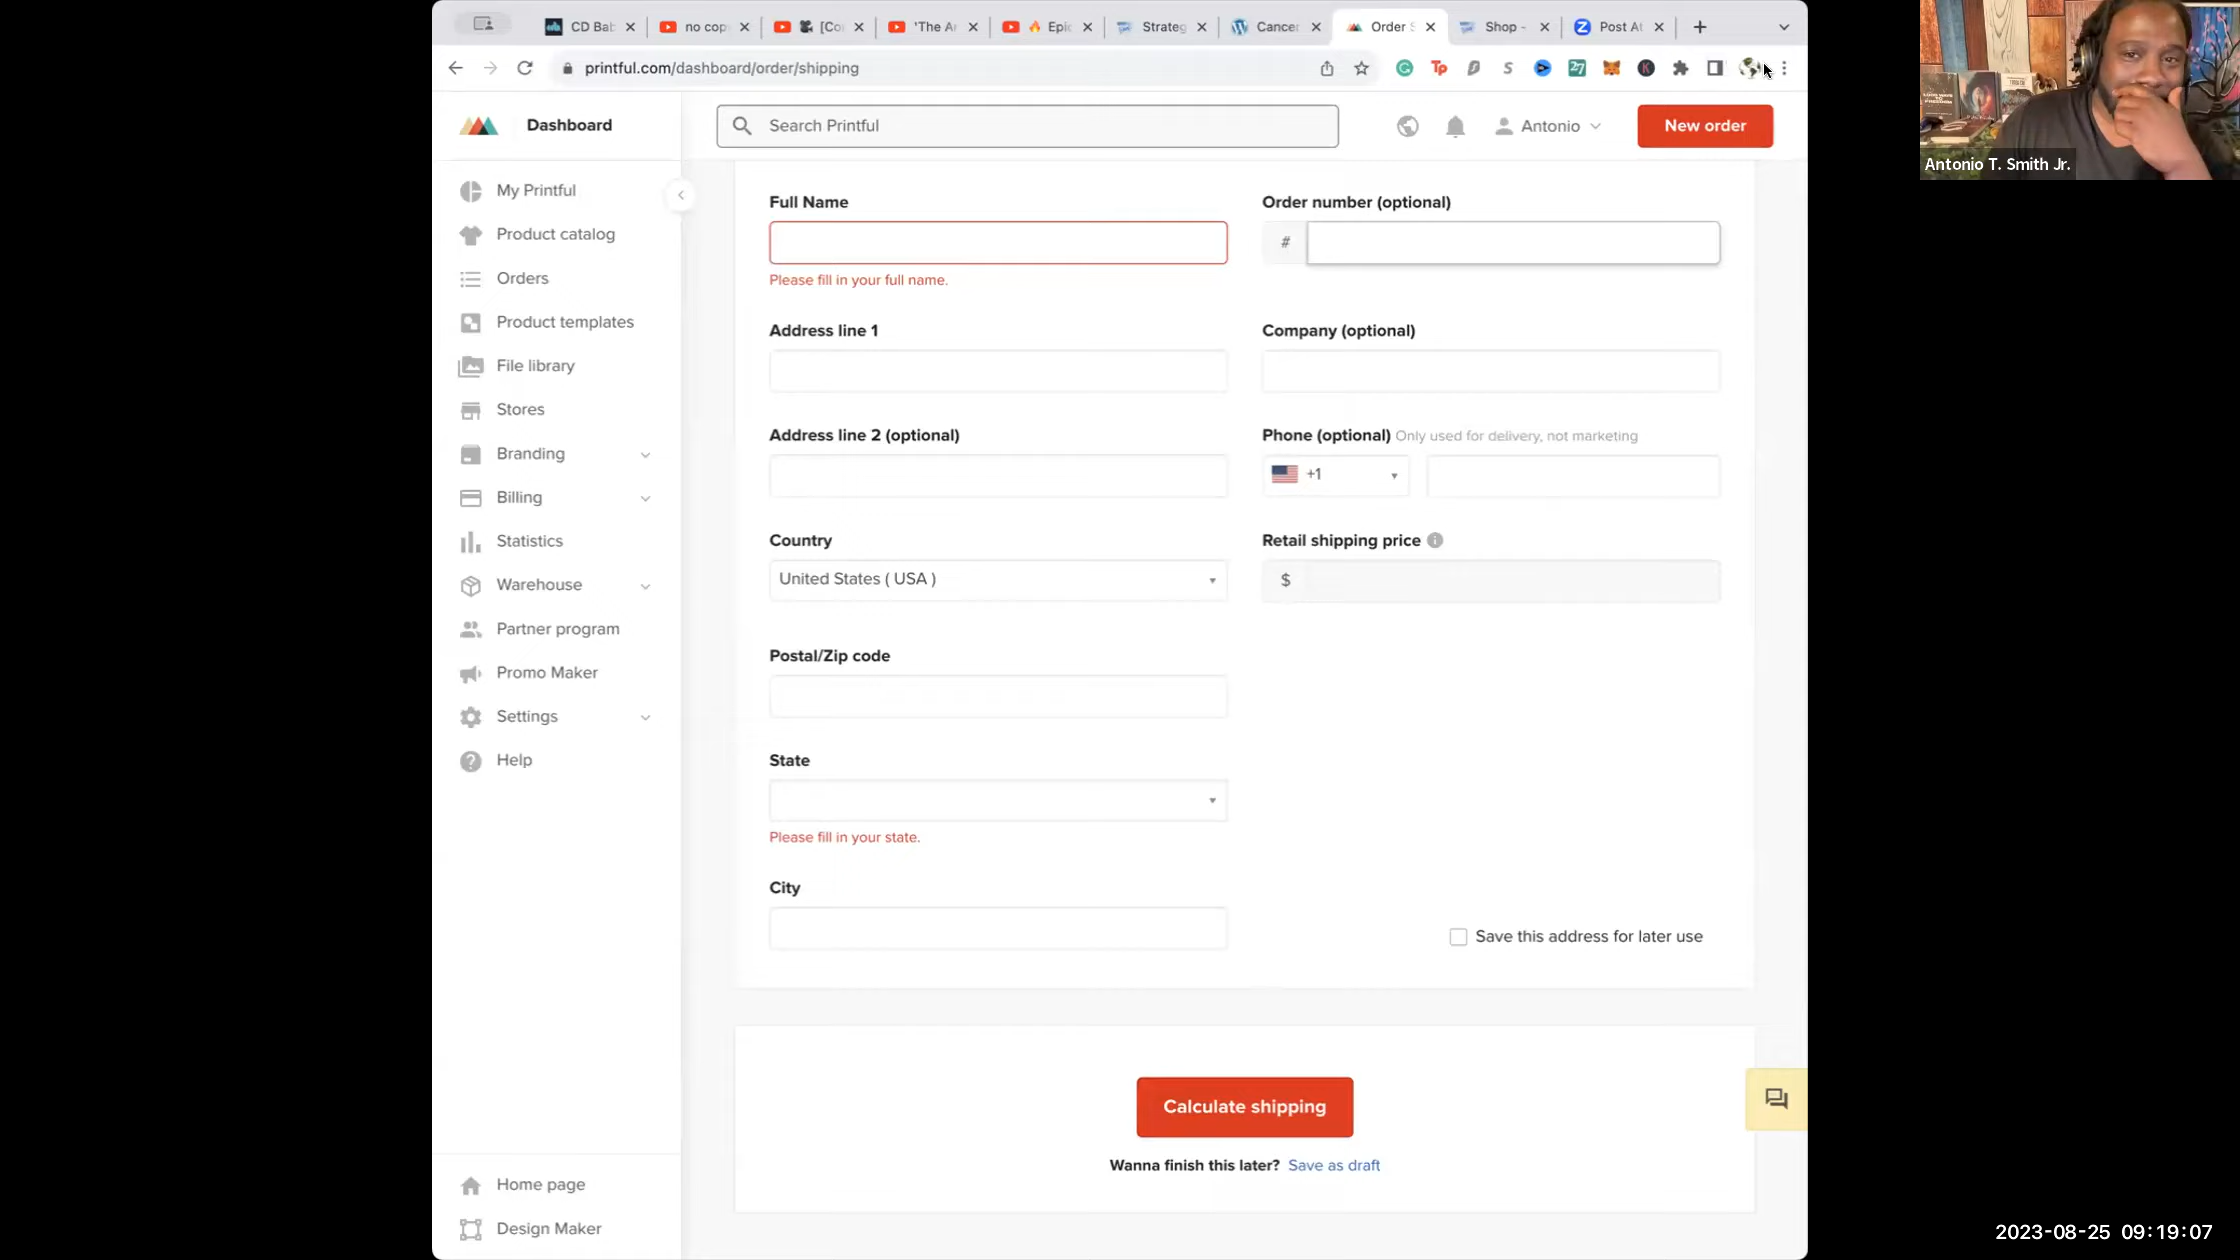 CD Bab
no cop
[Co
'The Ar
Epic
Strateg
Cancer
Order S
Shop -
Post At
printful.com/dashboard/order/shipping
Dashboard
Search Printful
Antonio
New order
My Printful
Product catalog
Orders
Product templates
File library
Stores
Branding
Billing
Statistics
Warehouse
Partner program
Promo Maker
Settings
Help
Home page
Design Maker
Full Name
Please fill in your full name.
Order number (optional)
#
Address line 1
Company (optional)
Address line 2 (optional)
Phone (optional) Only used for delivery, not marketing
+1
Country
United States ( USA )
Retail shipping price
$
Postal/Zip code
State
Please fill in your state.
City
Save this address for later use
Calculate shipping
Wanna finish this later? Save as draft
Antonio T. Smith Jr.
2023-08-25 09:19:07